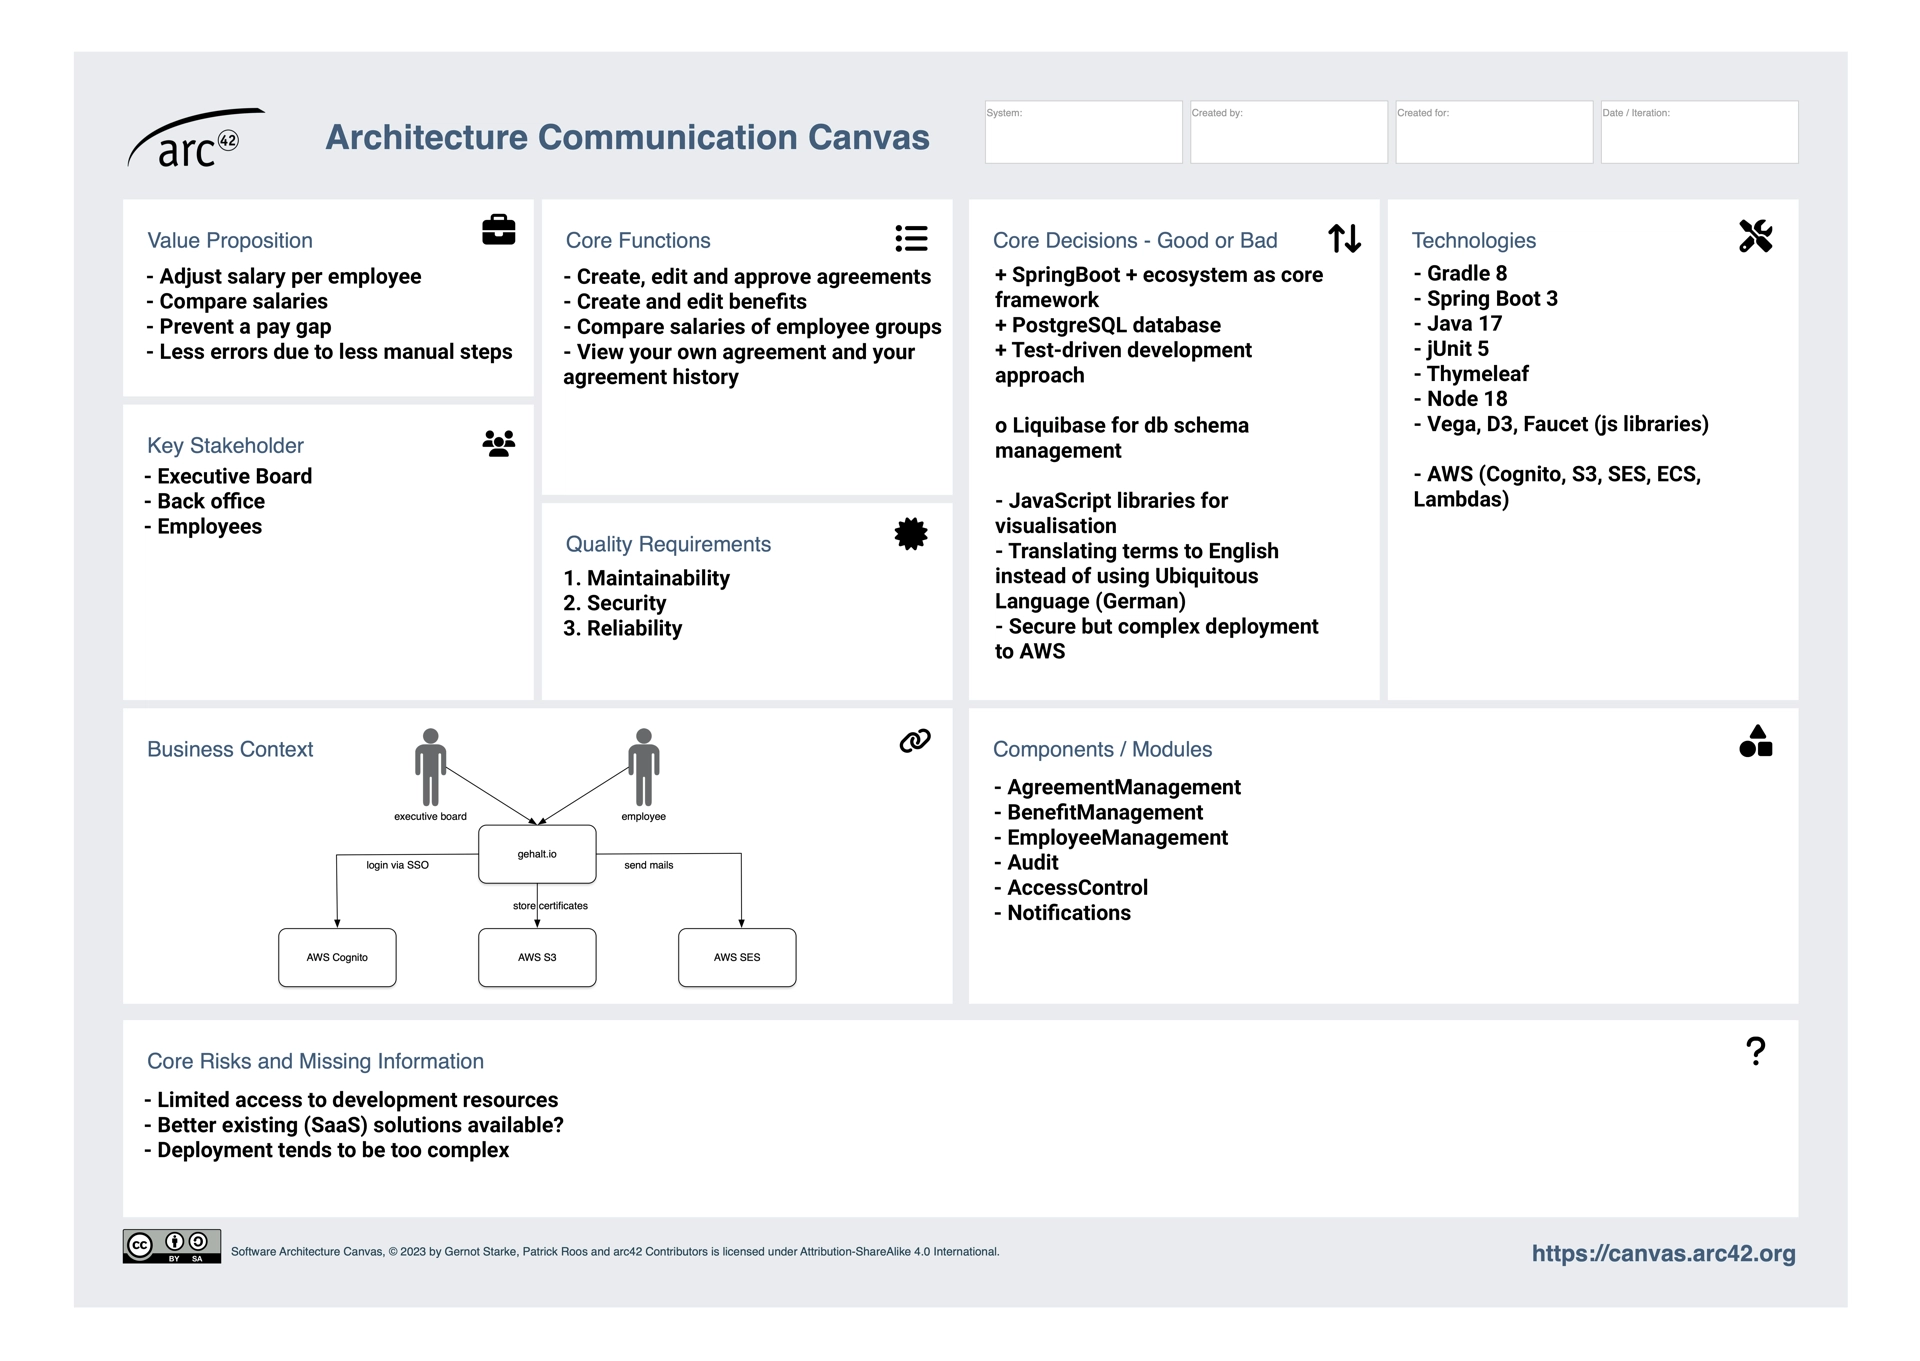 arc 42
Architecture Communication Canvas
System:
Created by:
Created for:
Date / Iteration:
Value Proposition
- Adjust salary per employee
- Compare salaries
- Prevent a pay gap
- Less errors due to less manual steps
Key Stakeholder
- Executive Board
- Back office
- Employees
Core Functions
- Create, edit and approve agreements
- Create and edit benefits
- Compare salaries of employee groups
- View your own agreement and your
agreement history
Quality Requirements
1. Maintainability
2. Security
3. Reliability
Core Decisions - Good or Bad
+ SpringBoot + ecosystem as core
framework
+ PostgreSQL database
+ Test-driven development
approach
o Liquibase for db schema
management
- JavaScript libraries for
visualisation
- Translating terms to English
instead of using Ubiquitous
Language (German)
- Secure but complex deployment
to AWS
Technologies
- Gradle 8
- Spring Boot 3
- Java 17
- jUnit 5
- Thymeleaf
- Node 18
- Vega, D3, Faucet (js libraries)
- AWS (Cognito, S3, SES, ECS,
Lambdas)
Business Context
executive board
employee
gehalt.io
login via SSO
send mails
store certificates
AWS Cognito
AWS S3
AWS SES
Components / Modules
- AgreementManagement
- BenefitManagement
- EmployeeManagement
- Audit
- AccessControl
- Notifications
Core Risks and Missing Information
?
- Limited access to development resources
- Better existing (SaaS) solutions available?
- Deployment tends to be too complex
cc BY SA
Software Architecture Canvas, © 2023 by Gernot Starke, Patrick Roos and arc42 Contributors is licensed under Attribution-ShareAlike 4.0 International.
https://canvas.arc42.org